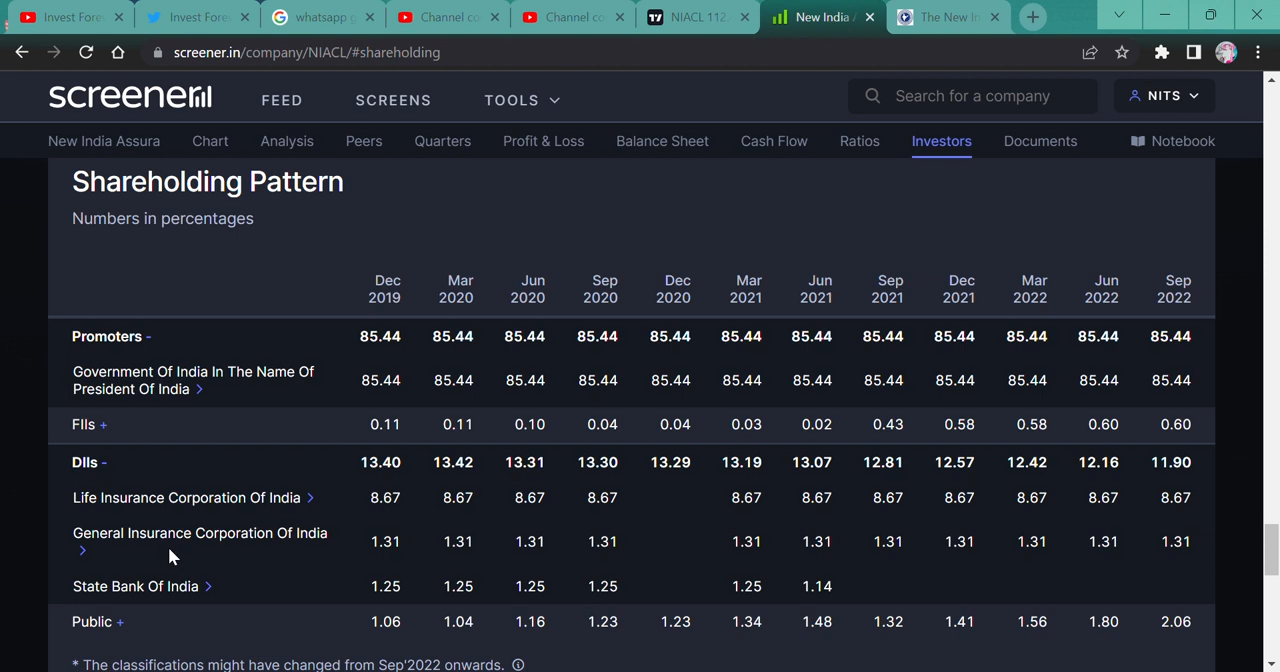 Invest Fore
Invest Fore
whatsapp g
Channel co
Channel co
NIACL 112.
New India A
The New In
screener.in/company/NIACL/#shareholding
screener
FEED
SCREENS
TOOLS
Search for a company
NITS
New India Assura
Chart
Analysis
Peers
Quarters
Profit & Loss
Balance Sheet
Cash Flow
Ratios
Investors
Documents
Notebook
Shareholding Pattern
Numbers in percentages
Dec 2019 Mar 2020 Jun 2020 Sep 2020 Dec 2020 Mar 2021 Jun 2021 Sep 2021 Dec 2021 Mar 2022 Jun 2022 Sep 2022
Promoters - 85.44 85.44 85.44 85.44 85.44 85.44 85.44 85.44 85.44 85.44 85.44 85.44
Government Of India In The Name Of
President Of India > 85.44 85.44 85.44 85.44 85.44 85.44 85.44 85.44 85.44 85.44 85.44 85.44
FIIs + 0.11 0.11 0.10 0.04 0.04 0.03 0.02 0.43 0.58 0.58 0.60 0.60
DIIs - 13.40 13.42 13.31 13.30 13.29 13.19 13.07 12.81 12.57 12.42 12.16 11.90
Life Insurance Corporation Of India > 8.67 8.67 8.67 8.67 8.67 8.67 8.67 8.67 8.67 8.67 8.67
General Insurance Corporation Of India
> 1.31 1.31 1.31 1.31 1.31 1.31 1.31 1.31 1.31 1.31 1.31
State Bank Of India > 1.25 1.25 1.25 1.25 1.25 1.14
Public + 1.06 1.04 1.16 1.23 1.23 1.34 1.48 1.32 1.41 1.56 1.80 2.06
* The classifications might have changed from Sep'2022 onwards.